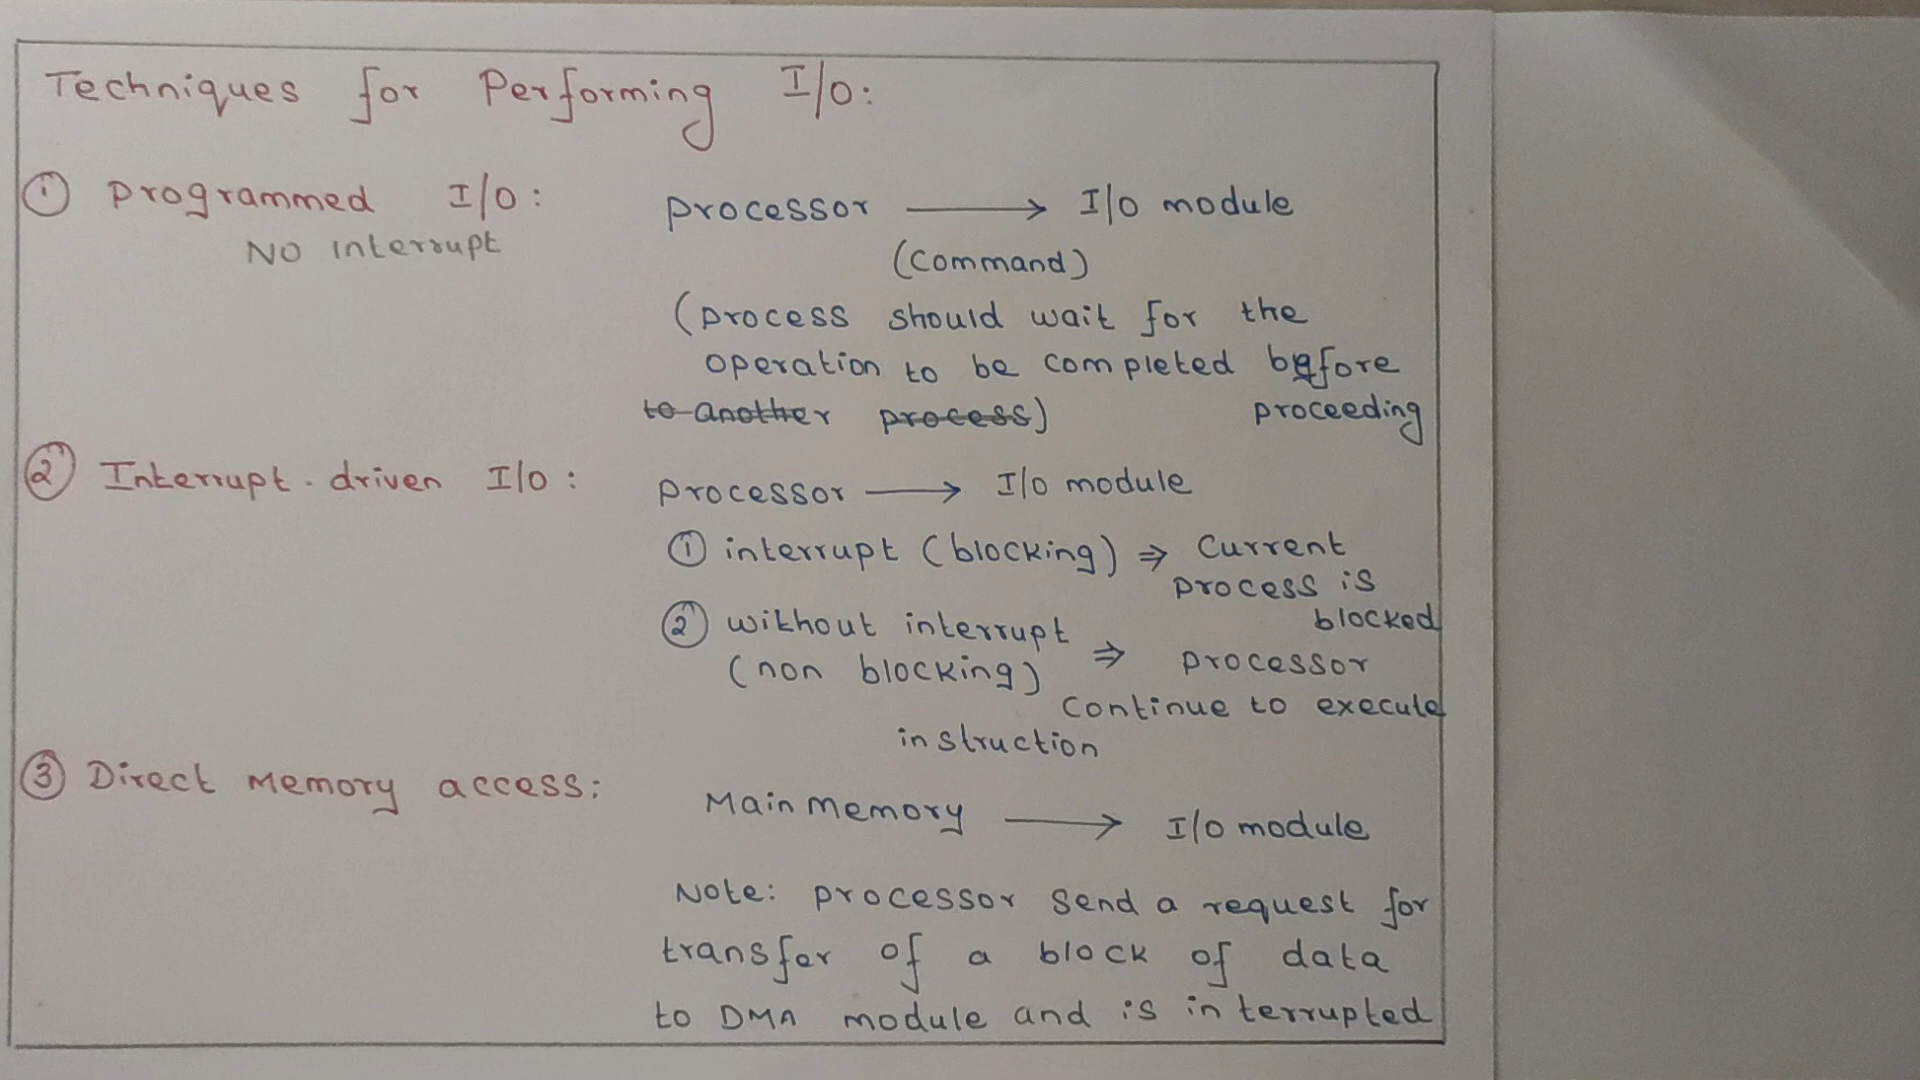 Techniques for Performing I/O:
① Programmed I/O: processor → I/O module
NO Interrupt
(command)
(process should wait for the
operation to be completed before
to another process) proceeding
② Interrupt-driven I/O: processor → I/O module
① interrupt (blocking) ⇒ current
process is
blocked
② without interrupt
(non blocking) ⇒ processor
continue to execute
instruction
③ Direct memory access: Main memory → I/O module
Note: processor send a request for
transfer of a block of data
to DMA module and is interrupted